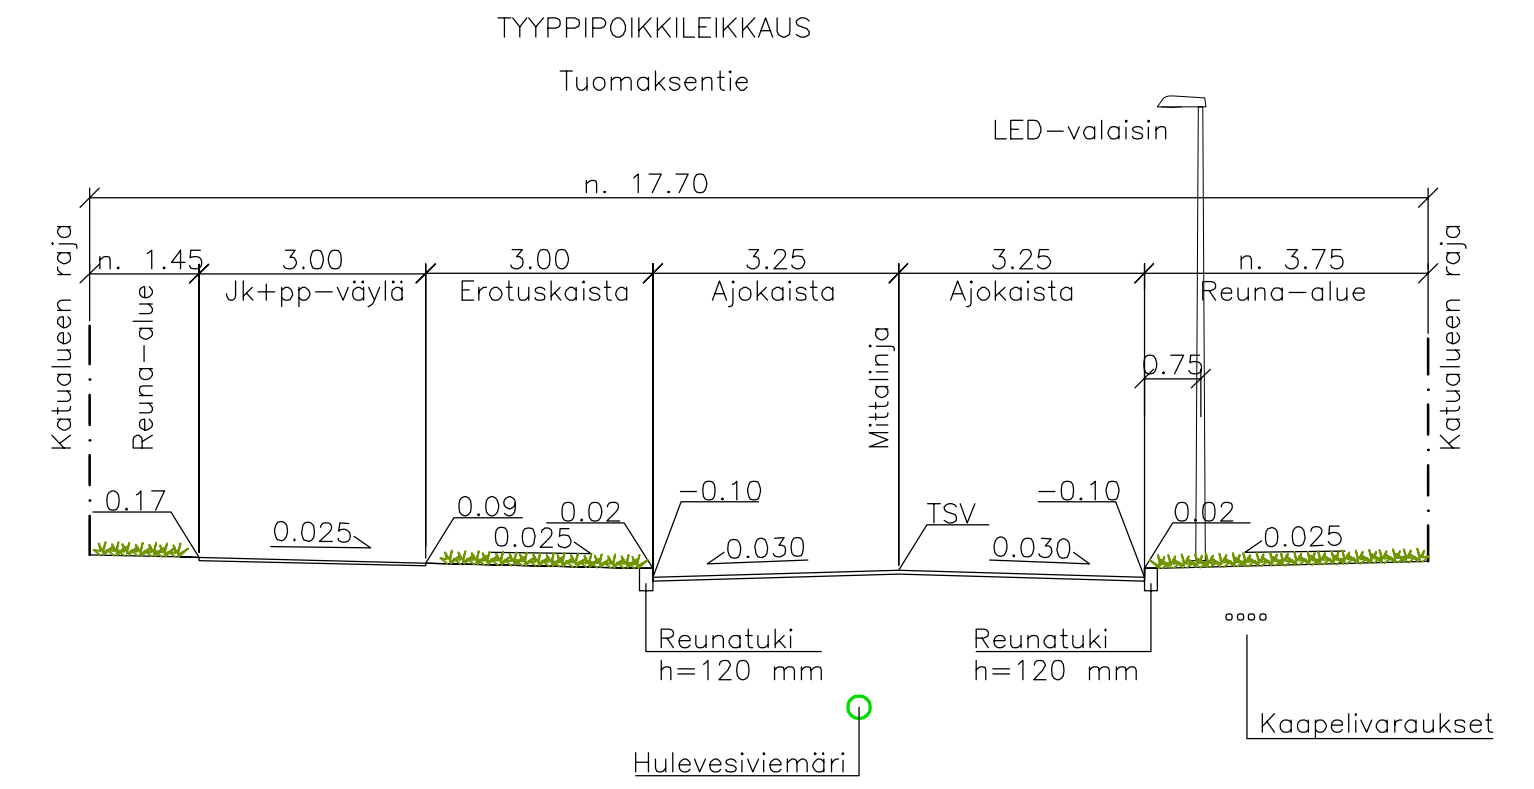 TYYPPIPOIKKILEIKKAUS
Tuomaksentie
LED-valaisin
n. 17.70
n. 1.45
3.00
3.00
3.25
3.25
n. 3.75
Jk+pp-väylä
Erotuskaista
Ajokaista
Ajokaista
Reuna-alue
Katualueen raja
Reuna-alue
Mittalinja
0.75
Katualueen raja
0.17
0.025
0.09
0.02
0.025
-0.10
0.030
TSV
0.030
-0.10
0.02
0.025
Reunatuki
h=120 mm
Reunatuki
h=120 mm
Kaapelivaraukset
Hulevesiviemäri